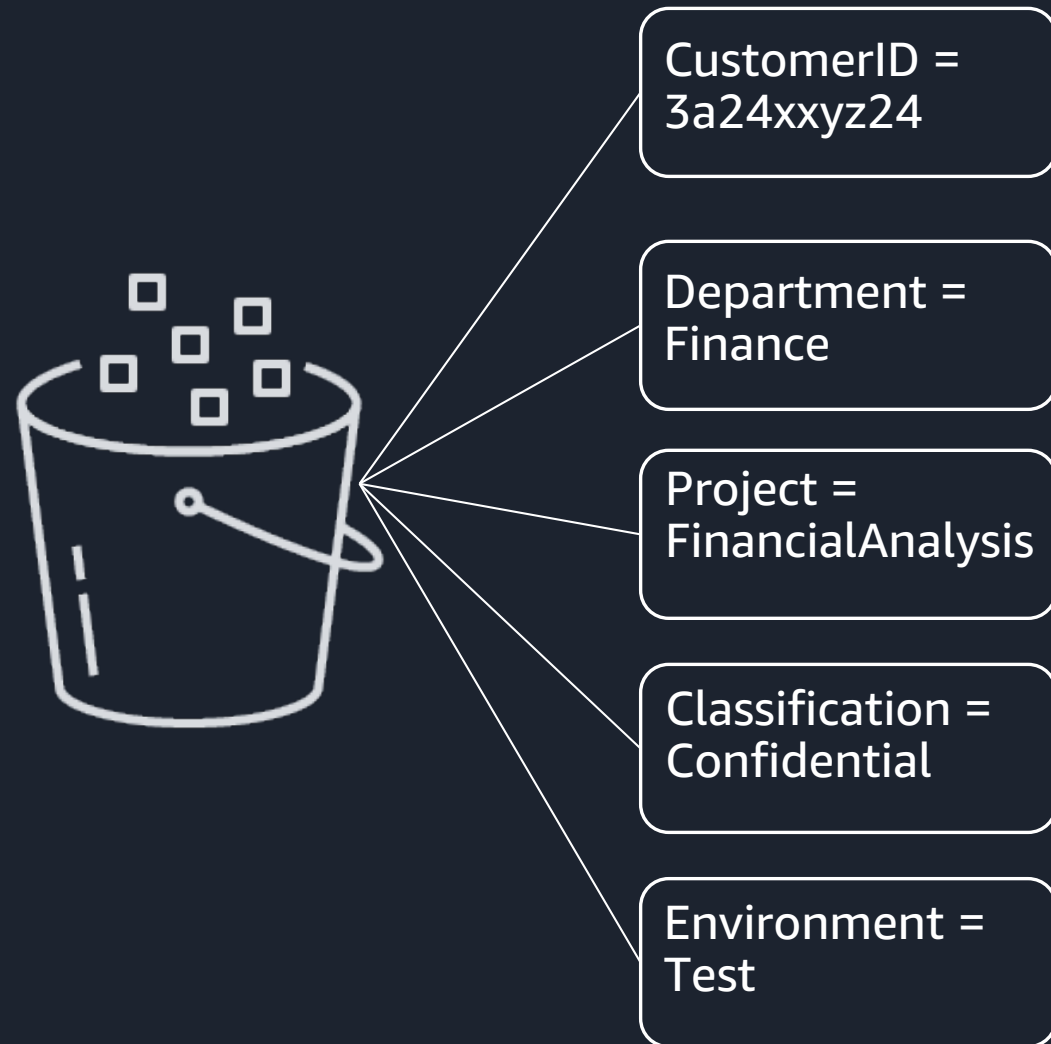 CustomerID =
3a24xxyz24
Department =
Finance
Project =
FinancialAnalysis
Classification =
Confidential
Environment =
Test